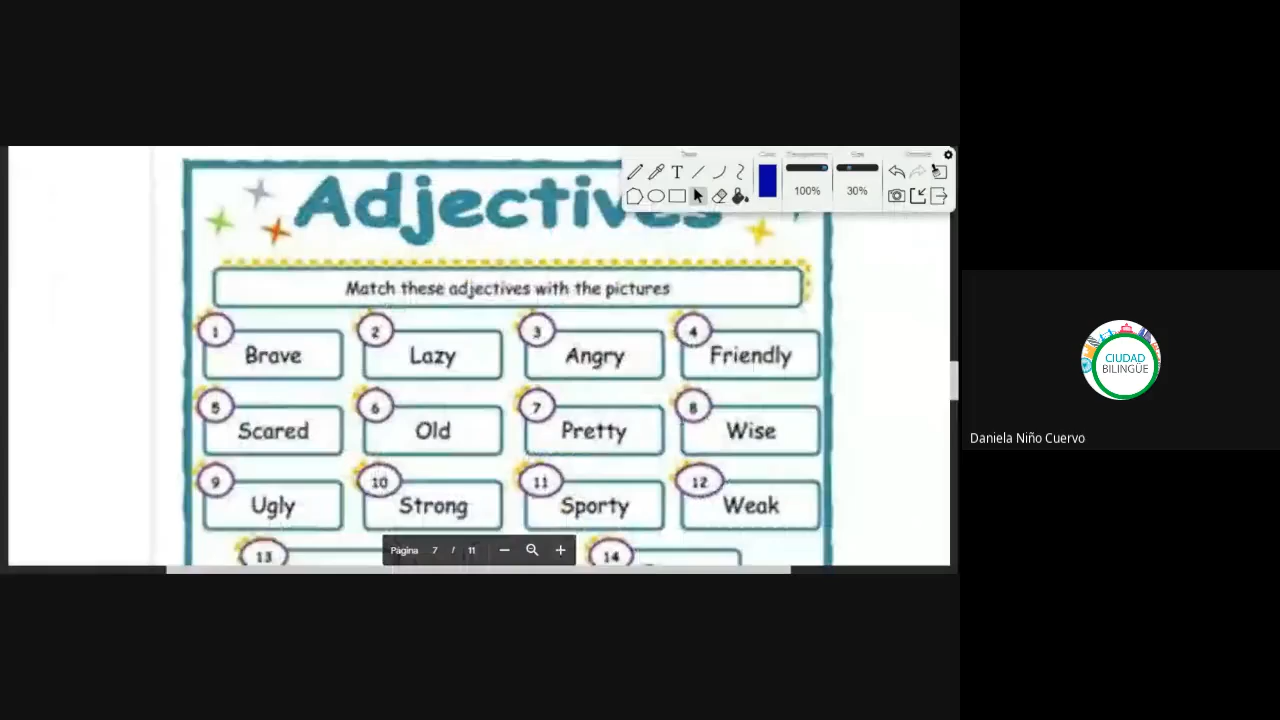 Adjectives
100%
30%
Match these adjectives with the pictures
1 2 3 4
Brave Lazy Angry Friendly
5 6 7 8
Scared Old Pretty Wise
9 10 11 12
Ugly Strong Sporty Weak
13 14
Página 7 / 11
CIUDAD
BILINGÜE
Daniela Niño Cuervo